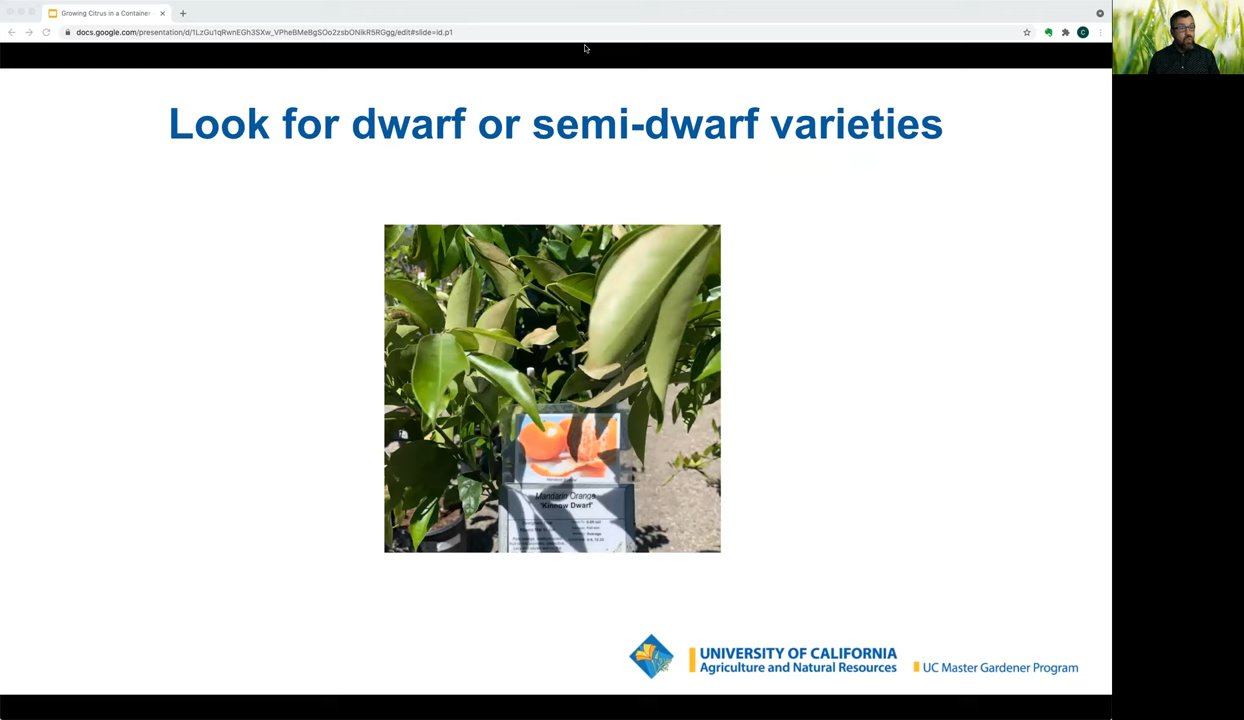 Growing Citrus in a Container
docs.google.com/presentation/d/1LzGu1qRwnEGh3SXw_VPheBMeBgSOo2zsbONikR5RGgg/edit#slide=id.p1
C
Look for dwarf or semi-dwarf varieties
Mandarin Orange
'Kinnow Dwarf'
UNIVERSITY OF CALIFORNIA
Agriculture and Natural Resources
UC Master Gardener Program